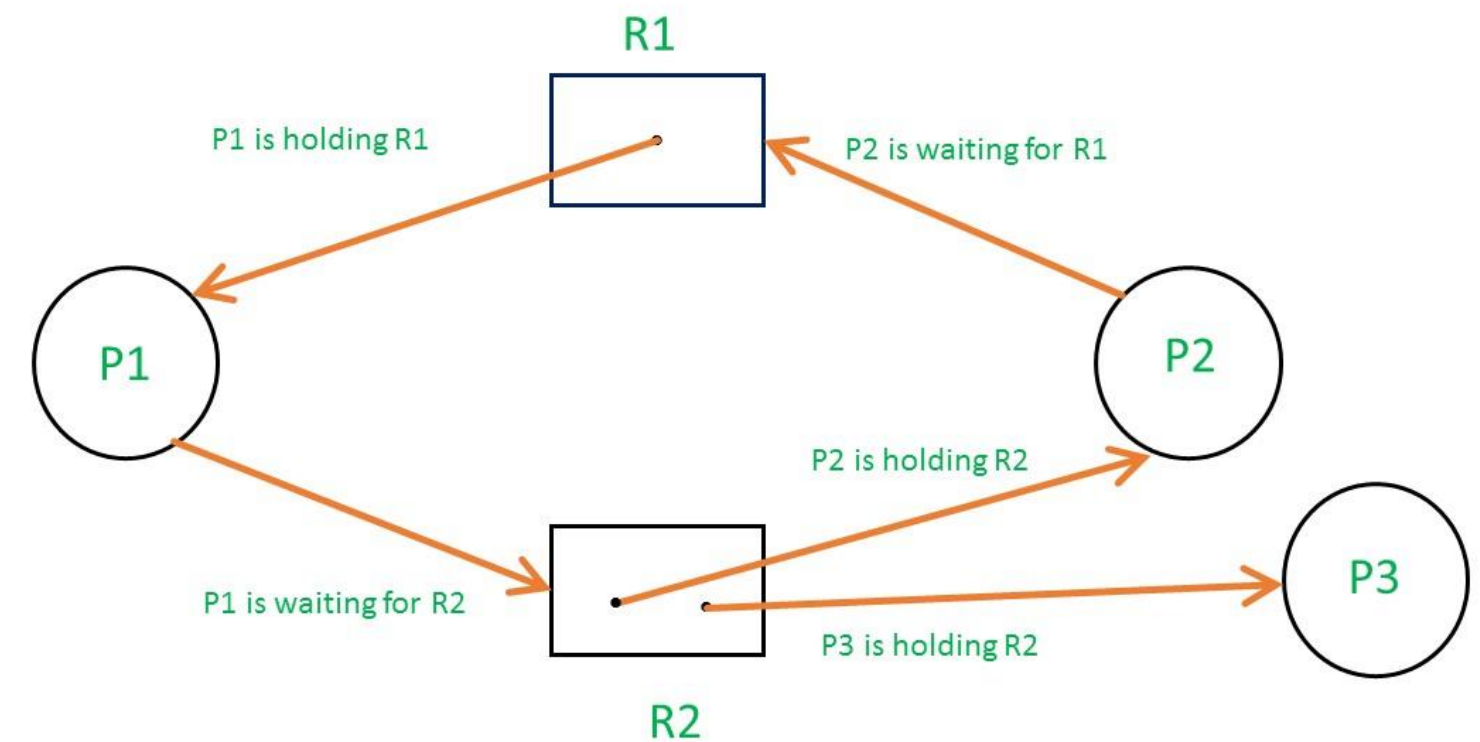 R1
P1 is holding R1
P2 is waiting for R1
P1
P2
P2 is holding R2
P3
P1 is waiting for R2
P3 is holding R2
R2